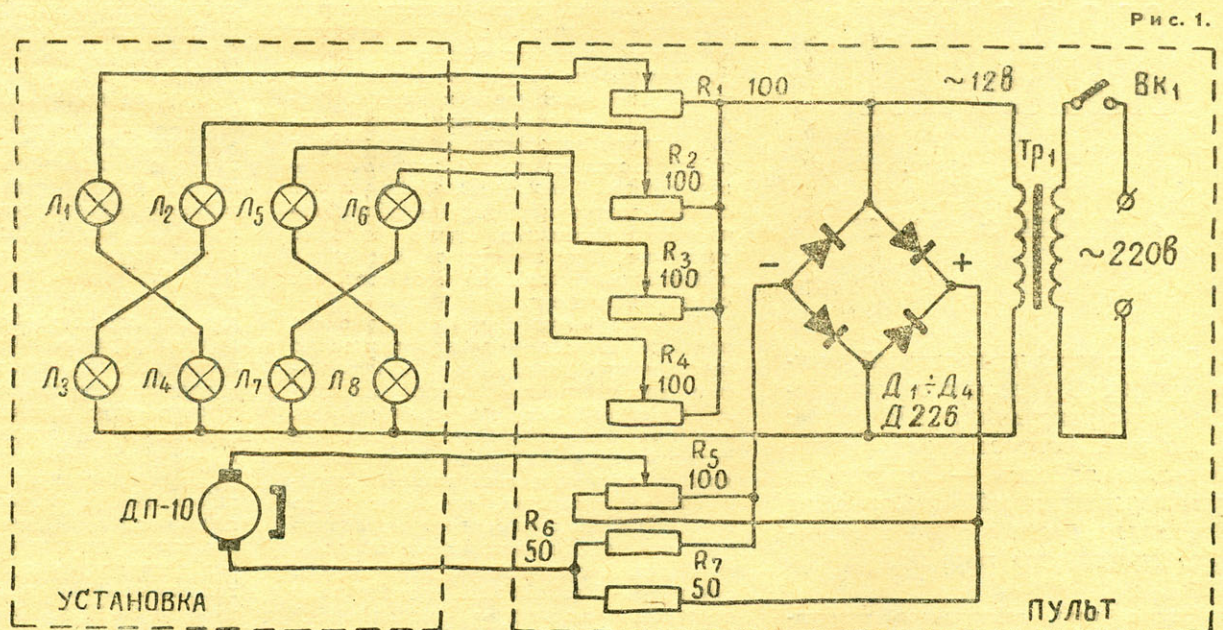 Рис. 1.
R1 100
~12В
ВК1
Тр1
R2
100
Л1
Л2
Л5
Л6
R3
100
~220В
−
+
R4
100
Л3
Л4
Л7
Л8
Д1÷Д4
Д226
R5
100
ДП-10
R6
50
R7
50
УСТАНОВКА
ПУЛЬТ